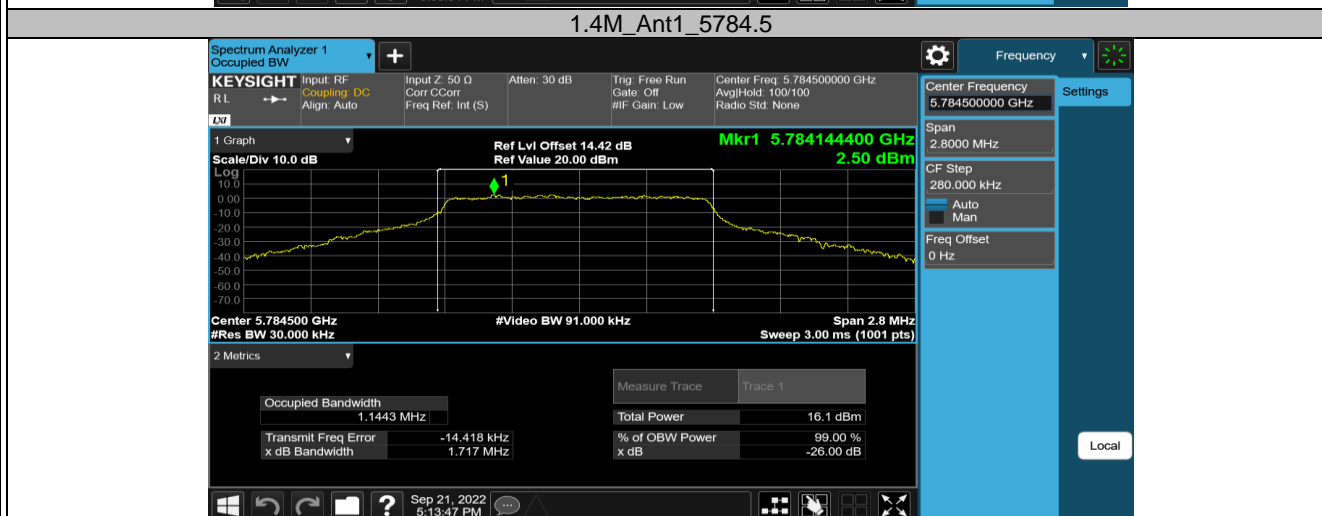 1.4M_Ant1_5784.5
Spectrum Analyzer 1
Occupied BW
Frequency
KEYSIGHT
R L
LXI
Input: RF
Coupling: DC
Align: Auto
Input Z: 50 Ω
Corr CCorr
Freq Ref: Int (S)
Atten: 30 dB
Trig: Free Run
Gate: Off
#IF Gain: Low
Center Freq: 5.784500000 GHz
Avg|Hold: 100/100
Radio Std: None
Center Frequency
5.784500000 GHz
Settings
Span
2.8000 MHz
CF Step
280.000 kHz
Auto
Man
Freq Offset
0 Hz
1 Graph
Scale/Div 10.0 dB
Ref Lvl Offset 14.42 dB
Ref Value 20.00 dBm
Mkr1 5.784144400 GHz
2.50 dBm
Log
10.0
0.00
-10.0
-20.0
-30.0
-40.0
-50.0
-60.0
-70.0
1
Center 5.784500 GHz
#Video BW 91.000 kHz
Span 2.8 MHz
#Res BW 30.000 kHz
Sweep 3.00 ms (1001 pts)
2 Metrics
Measure Trace
Trace 1
Occupied Bandwidth
1.1443 MHz
Total Power
16.1 dBm
Transmit Freq Error
-14.418 kHz
% of OBW Power
99.00 %
x dB Bandwidth
1.717 MHz
x dB
-26.00 dB
Local
?
Sep 21, 2022
5:13:47 PM